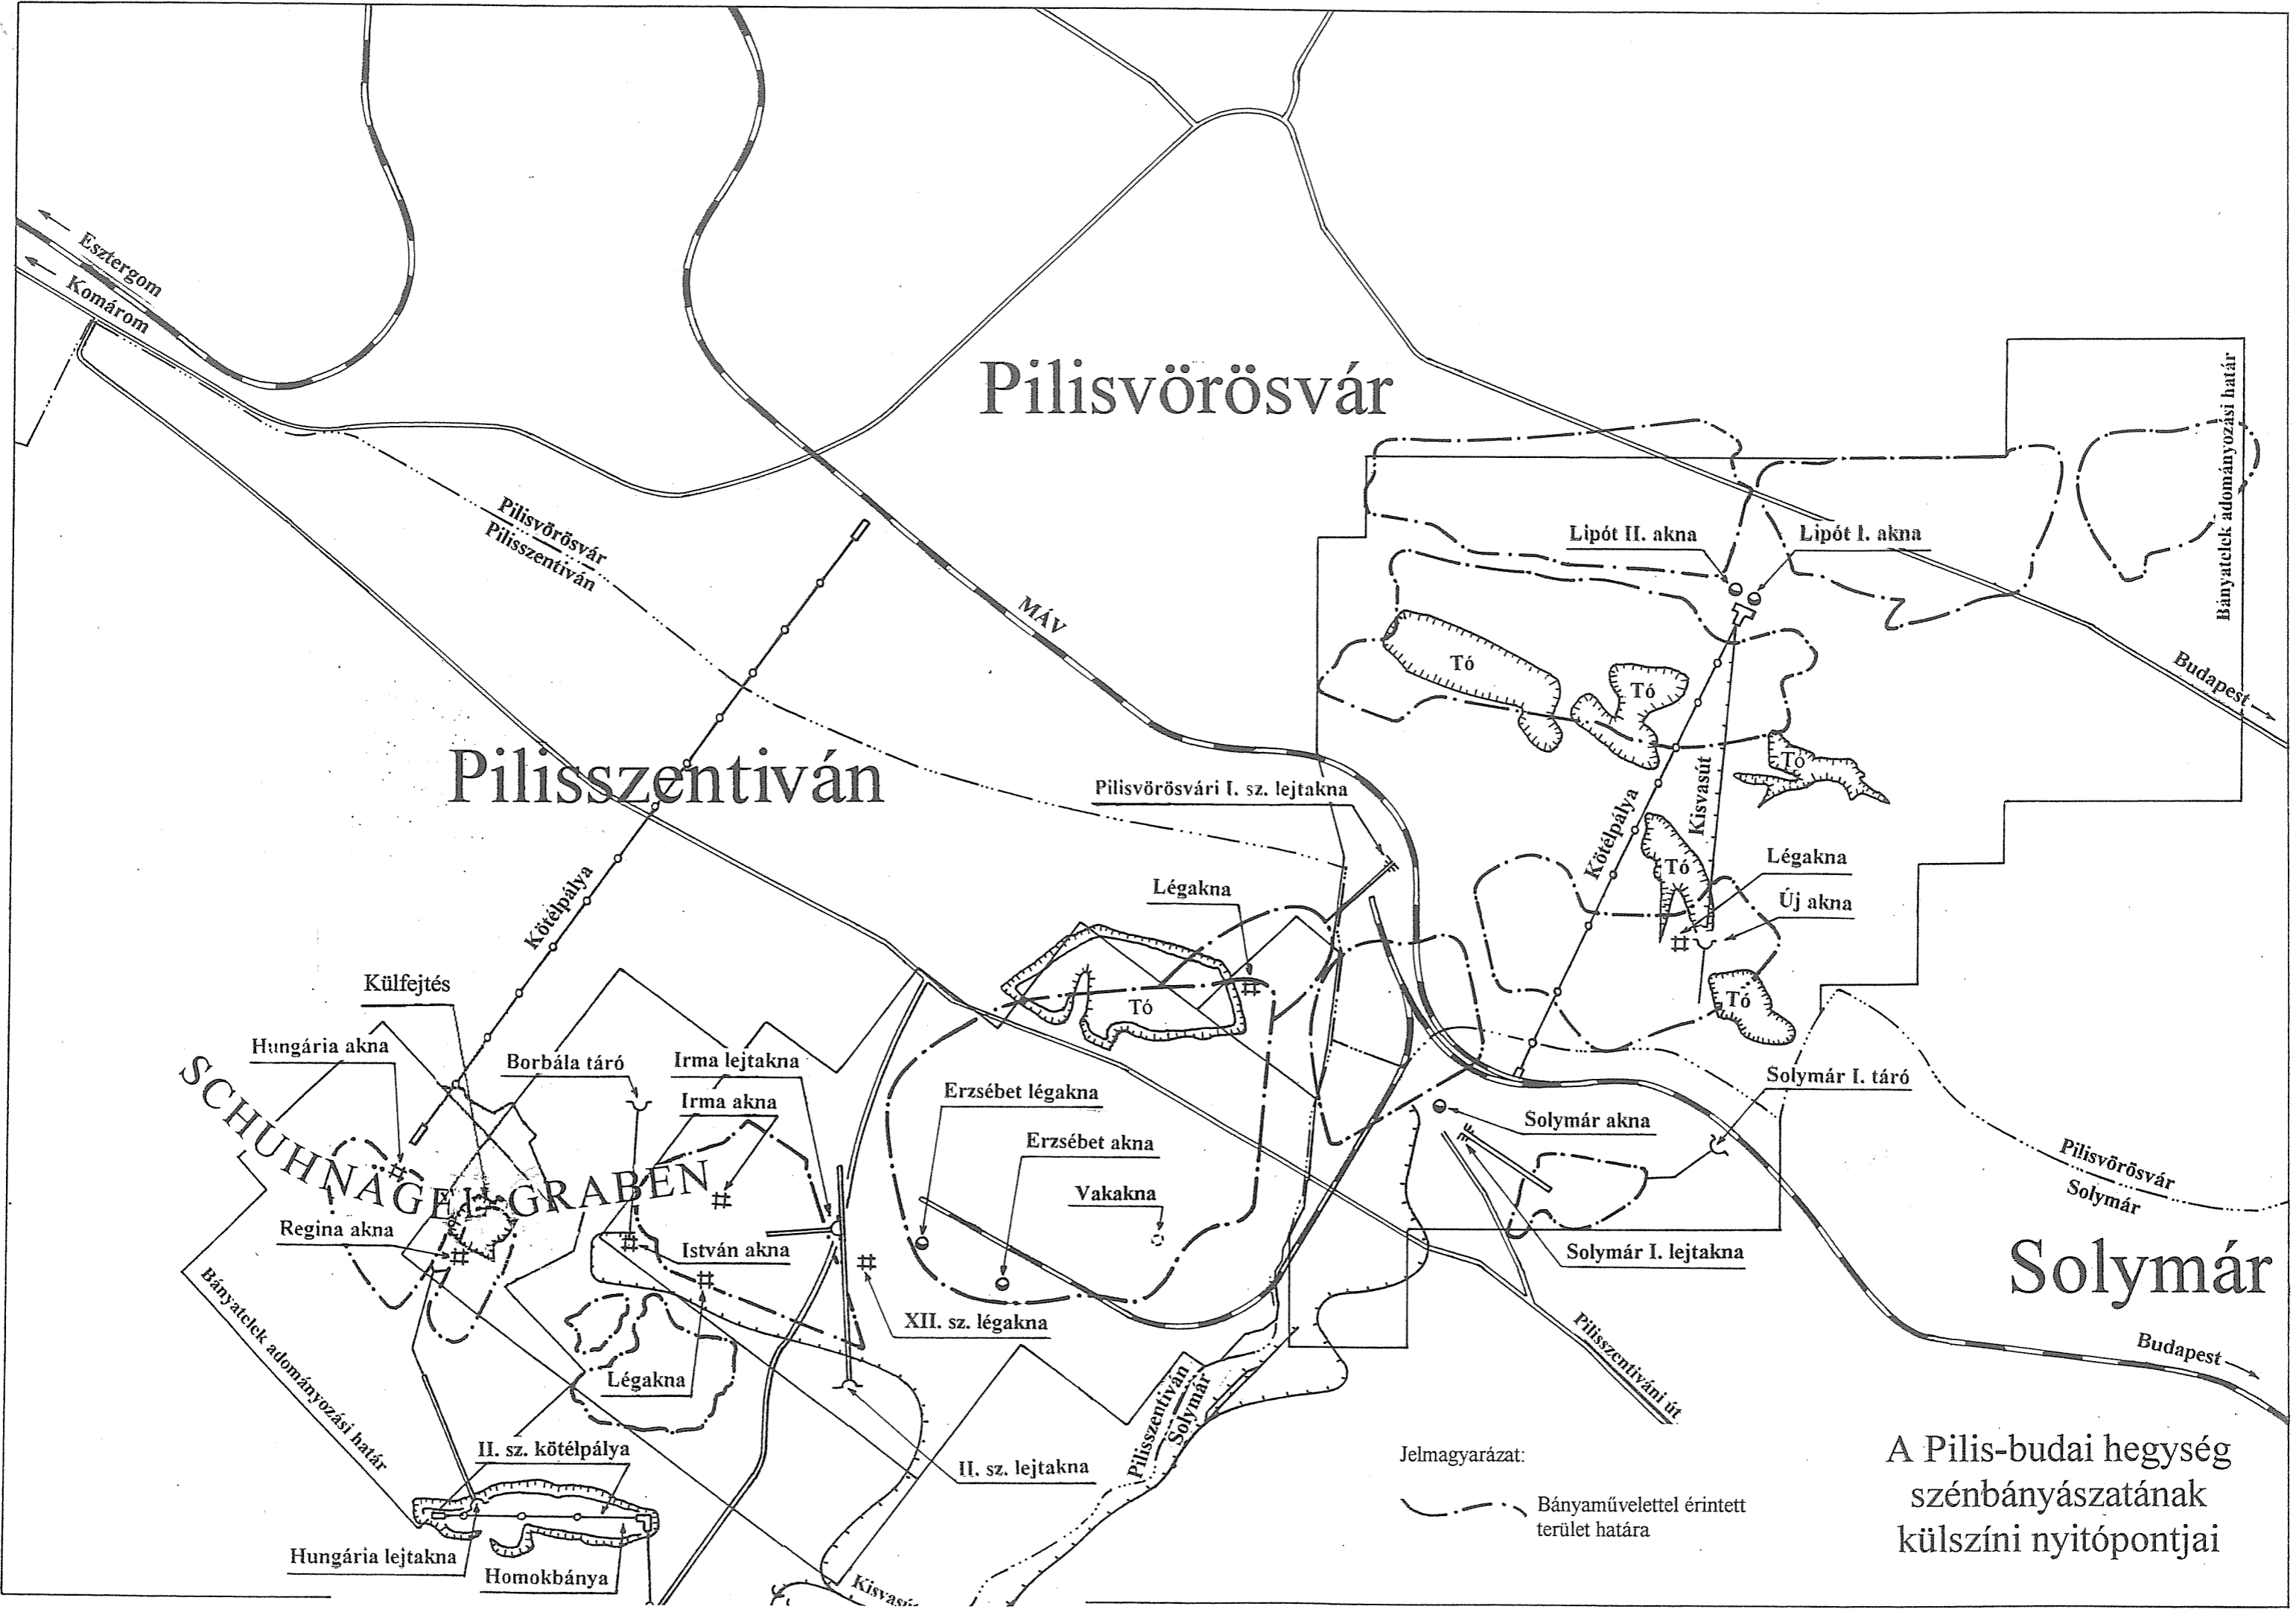 Esztergom
Komárom
Pilisvörösvár
Bányatelek adományozási határ
Pilisvörösvár
Pilisszentiván
Lipót II. akna
Lipót I. akna
MÁV
Tó
Tó
Budapest
Pilisszentiván
Tó
Kisvasút
Kötélpálya
Pilisvörösvári I. sz. lejtakna
Tó
Légakna
Légakna
Új akna
Kötélpálya
Külfejtés
Tó
Tó
Hungária akna
Borbála táró
Irma lejtakna
Irma akna
Erzsébet légakna
Solymár akna
Solymár I. táró
SCHUHNÄGEL-GRABEN
Erzsébet akna
Vakakna
Pilisvörösvár
Solymár
Regina akna
István akna
Solymár I. lejtakna
Solymár
XII. sz. légakna
Bányatelek adományozási határ
Légakna
Pilisszentiván
Solymár
Pilisszentiváni út
Budapest
II. sz. kötélpálya
II. sz. lejtakna
Jelmagyarázat:
Bányaművelettel érintett
terület határa
A Pilis-budai hegység
szénbányászatának
külszíni nyitópontjai
Hungária lejtakna
Homokbánya
Kisvasút